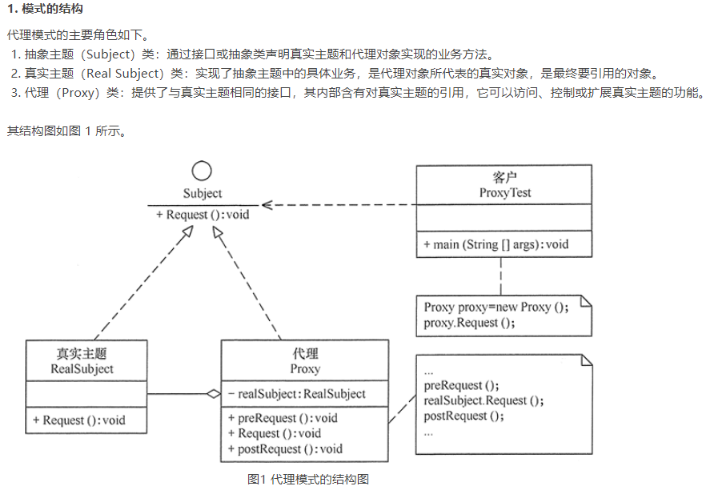 1. 模式的结构
代理模式的主要角色如下。
1. 抽象主题（Subject）类：通过接口或抽象类声明真实主题和代理对象实现的业务方法。
2. 真实主题（Real Subject）类：实现了抽象主题中的具体业务，是代理对象所代表的真实对象，是最终要引用的对象。
3. 代理（Proxy）类：提供了与真实主题相同的接口，其内部含有对真实主题的引用，它可以访问、控制或扩展真实主题的功能。
其结构图如图 1 所示。
Subject
+ Request ():void
客户
ProxyTest
+ main (String [] args):void
Proxy proxy=new Proxy ();
proxy.Request ();
真实主题
RealSubject
+ Request ():void
代理
Proxy
− realSubject:RealSubject
+ preRequest ():void
+ Request ():void
+ postRequest ():void
...
preRequest ();
realSubject.Request ();
postRequest ();
...
图1 代理模式的结构图